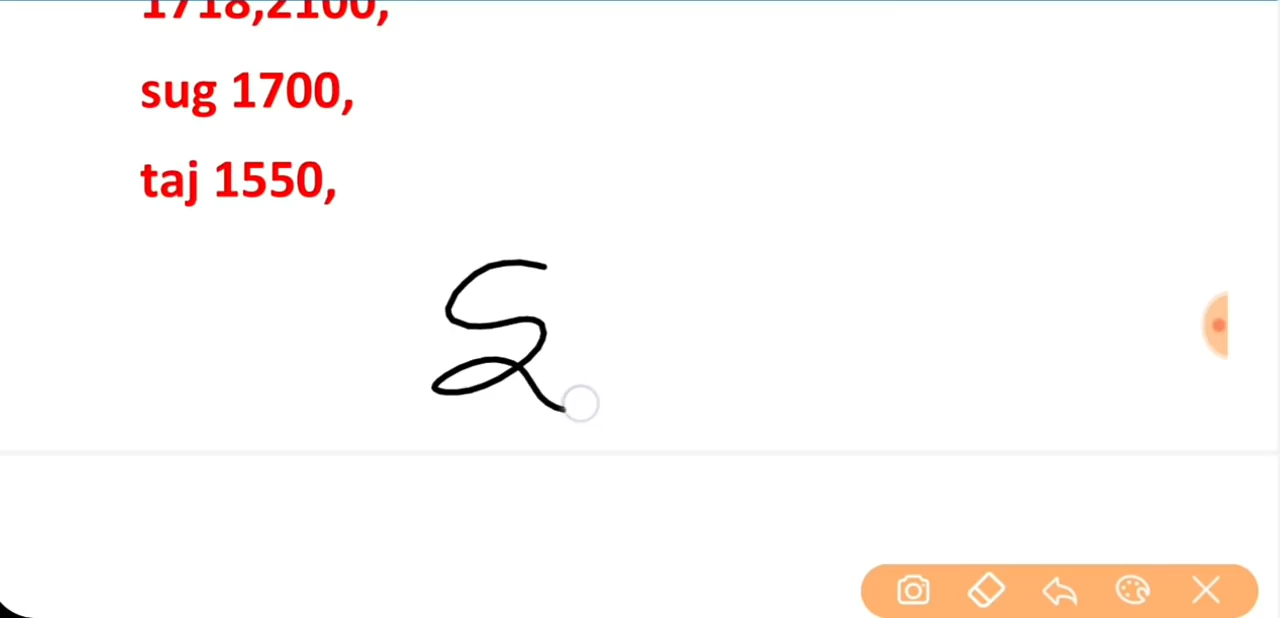 1718,2100,
sug 1700,
taj 1550,